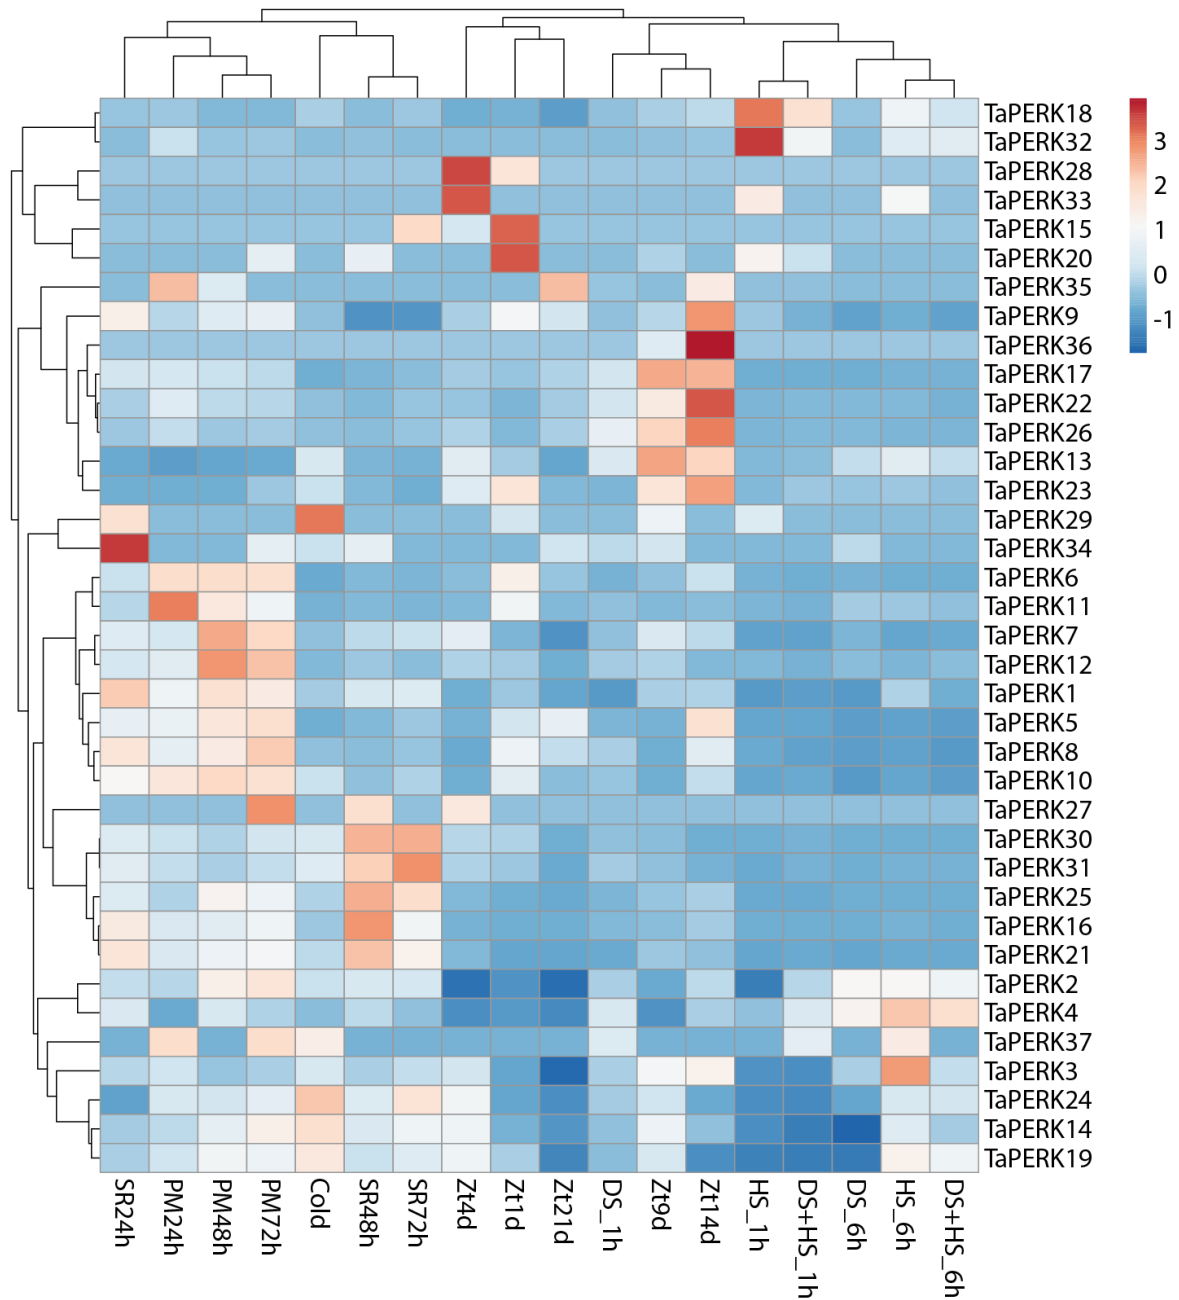 TaPERK18
TaPERK32
TaPERK28
TaPERK33
TaPERK15
TaPERK20
TaPERK35
TaPERK9
TaPERK36
TaPERK17
TaPERK22
TaPERK26
TaPERK13
TaPERK23
TaPERK29
TaPERK34
TaPERK6
TaPERK11
TaPERK7
TaPERK12
TaPERK1
TaPERK5
TaPERK8
TaPERK10
TaPERK27
TaPERK30
TaPERK31
TaPERK25
TaPERK16
TaPERK21
TaPERK2
TaPERK4
TaPERK37
TaPERK3
TaPERK24
TaPERK14
TaPERK19
3
2
1
0
-1
SR24h
PM24h
PM48h
PM72h
Cold
SR48h
SR72h
Zt4d
Zt1d
Zt21d
DS_1h
Zt9d
Zt14d
HS_1h
DS+HS_1h
DS_6h
HS_6h
DS+HS_6h